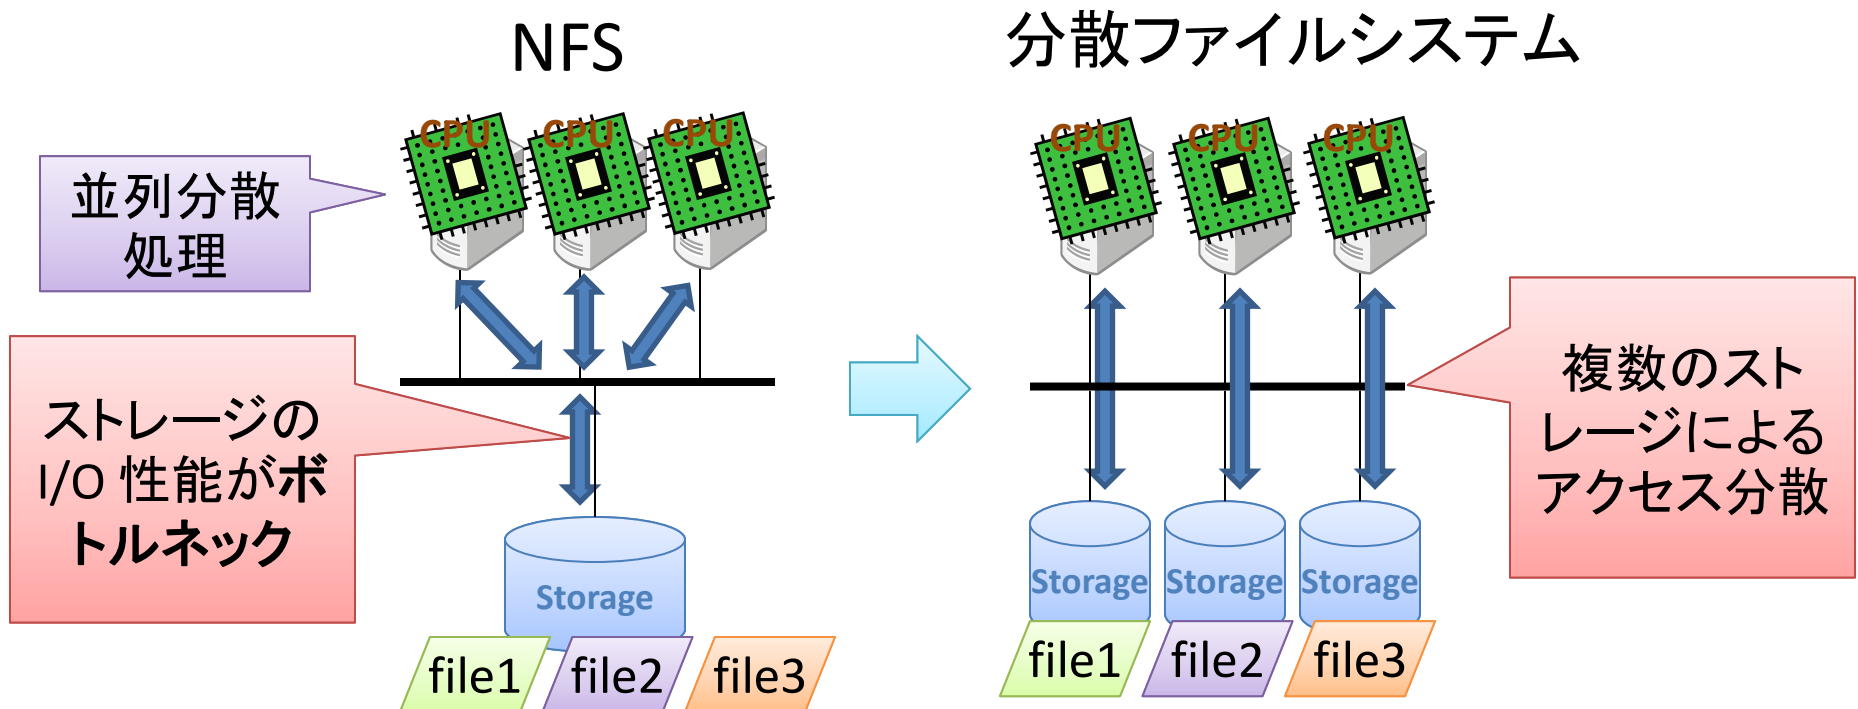 NFS
分散ファイルシステム
CPU CPU CPU
CPU CPU CPU
並列分散
処理
ストレージの
I/O 性能がボ
トルネック
複数のスト
レージによる
アクセス分散
Storage
Storage Storage Storage
file1 file2 file3
file1 file2 file3